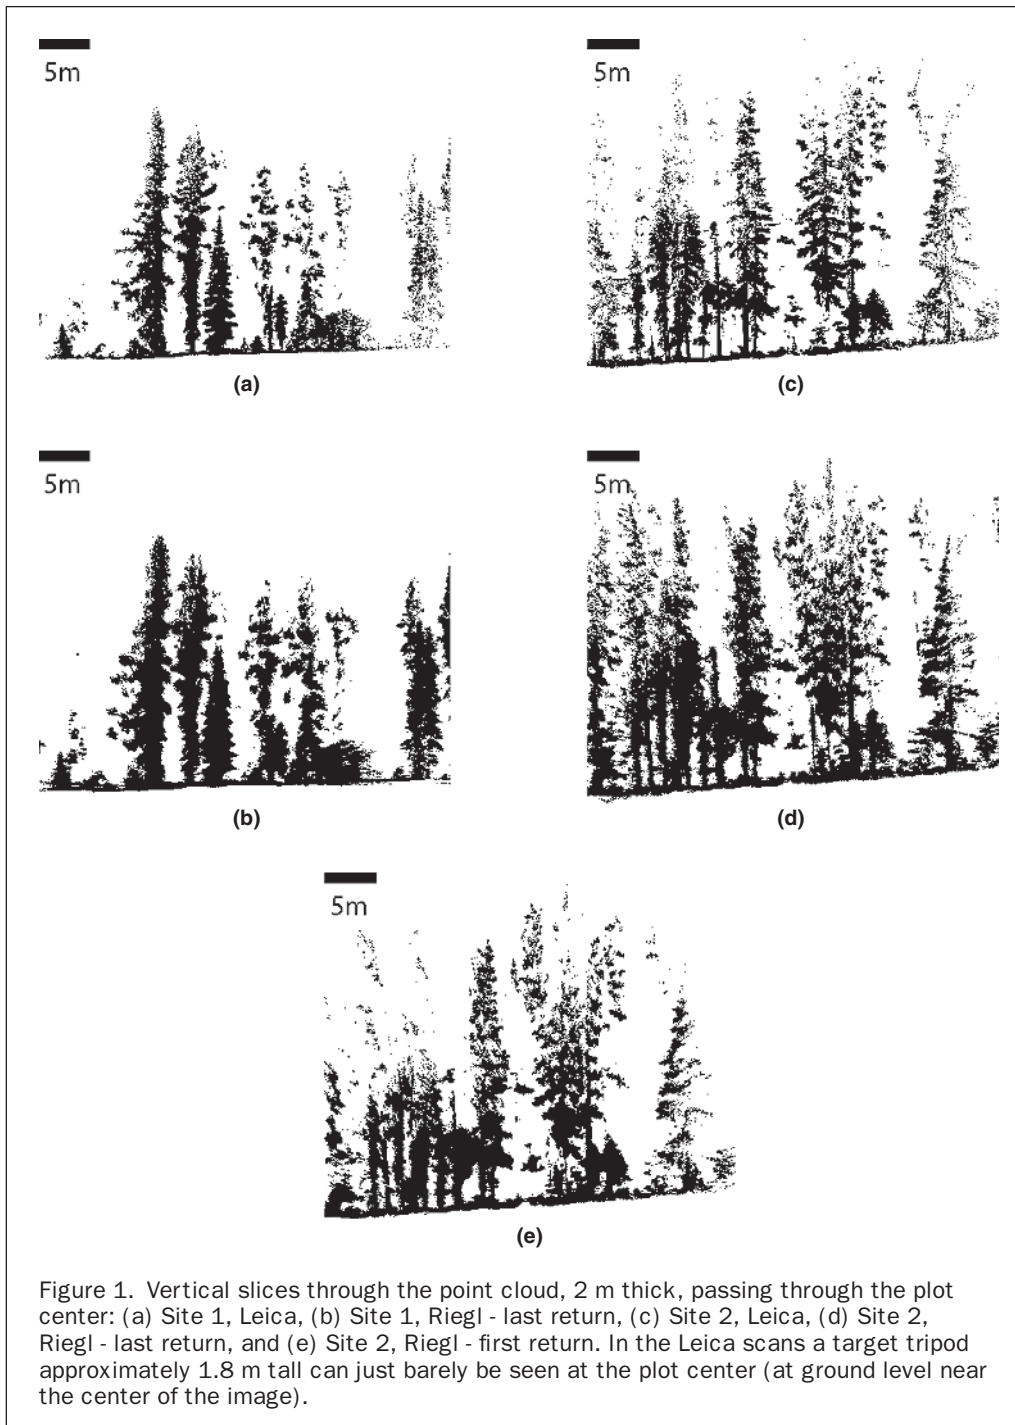 5m
5m
(a)
(c)
5m
5m
(b)
(d)
5m
(e)
Figure 1. Vertical slices through the point cloud, 2 m thick, passing through the plot
center: (a) Site 1, Leica, (b) Site 1, Riegl - last return, (c) Site 2, Leica, (d) Site 2,
Riegl - last return, and (e) Site 2, Riegl - first return. In the Leica scans a target tripod
approximately 1.8 m tall can just barely be seen at the plot center (at ground level near
the center of the image).